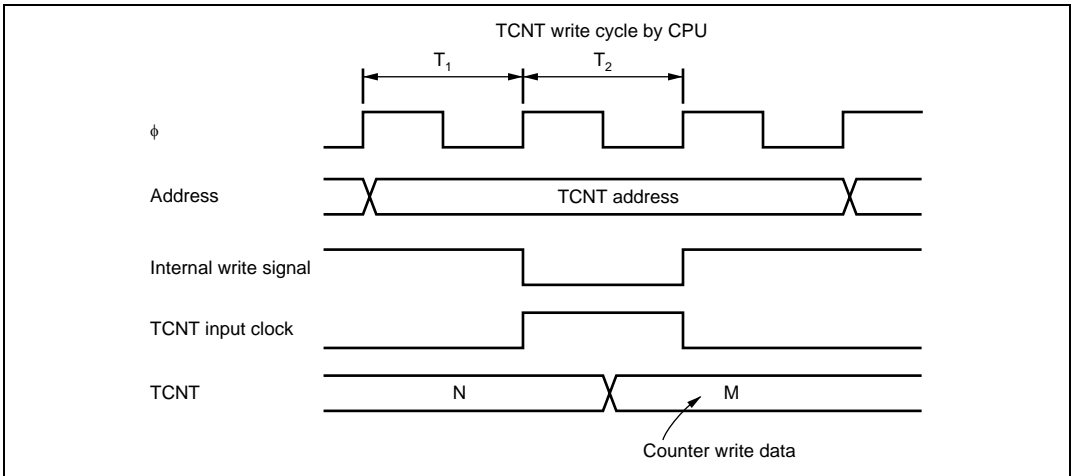 TCNT write cycle by CPU
T1 T2
ϕ
Address TCNT address
Internal write signal
TCNT input clock
TCNT N M
Counter write data